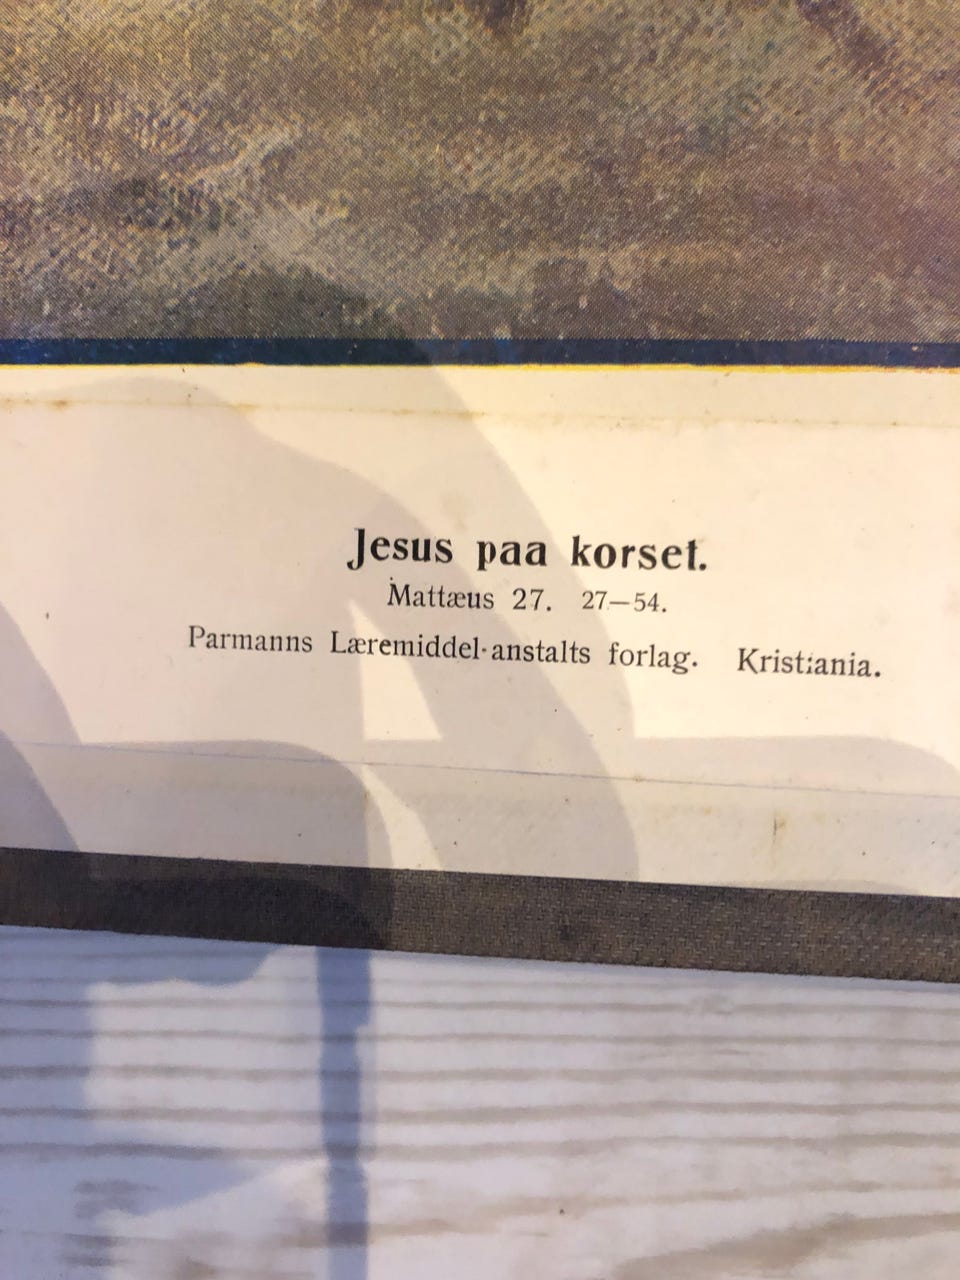 Jesus paa korset.
Mattæus 27. 27—54.
Parmanns Læremiddel-anstalts forlag. Kristiania.